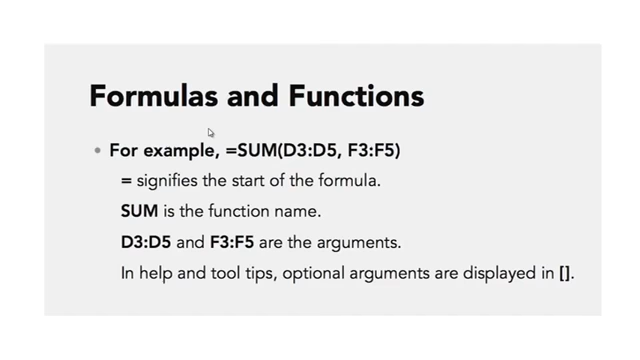 Formulas and Functions
For example, =SUM(D3:D5, F3:F5)
= signifies the start of the formula.
SUM is the function name.
D3:D5 and F3:F5 are the arguments.
In help and tool tips, optional arguments are displayed in [].